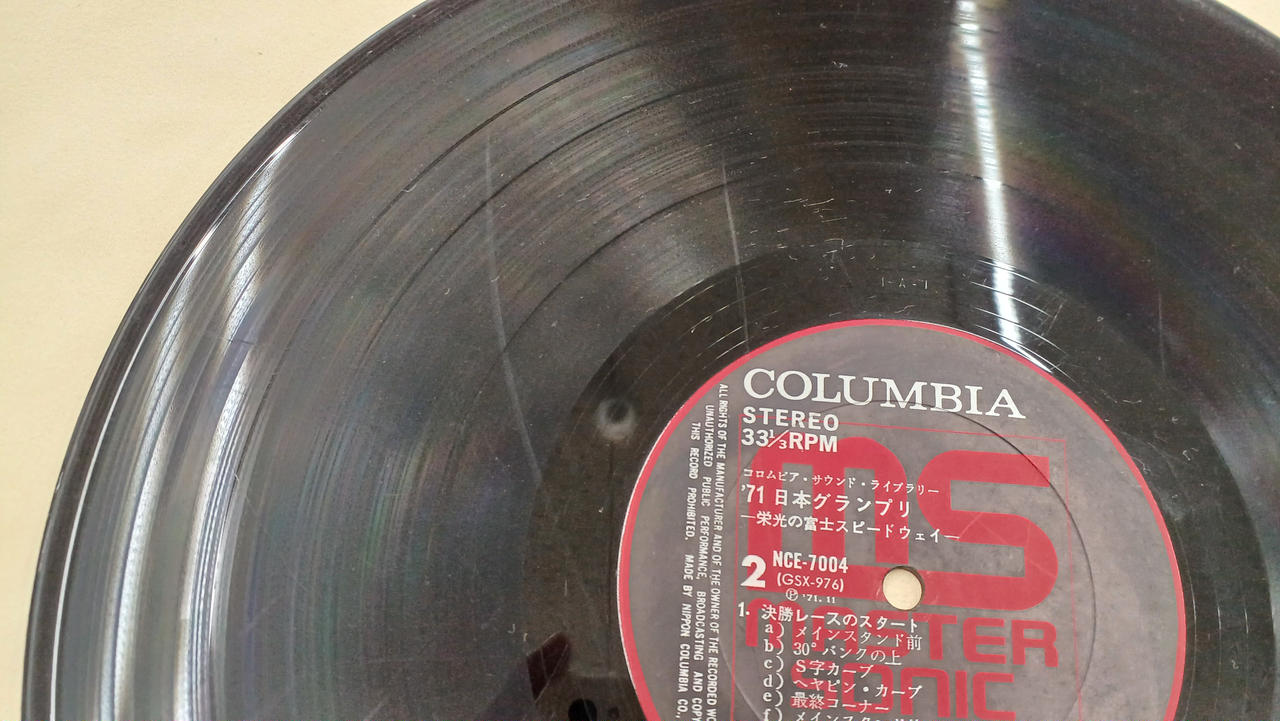 1-A-1
COLUMBIA
STEREO
33⅓RPM
コロムビア・サウンド・ライブラリー
'71 日本グランプリ
—栄光の富士スピードウェイ—
2
NCE-7004
(GSX-976)
Ⓟ '71. 11
1. 決勝レースのスタート
a) メインスタンド前
b) 30°バンクの上
c) S字カーブ
d) ヘヤピン・カーブ
e) 最終コーナー
f)
MS
MASTER
SONIC
ALL RIGHTS OF THE MANUFACTURER AND OF THE OWNER OF THE RECORDED
UNAUTHORIZED PUBLIC PERFORMANCE, BROADCASTING AND
THIS RECORD PROHIBITED. MADE BY NIPPON COLUMBIA CO.,